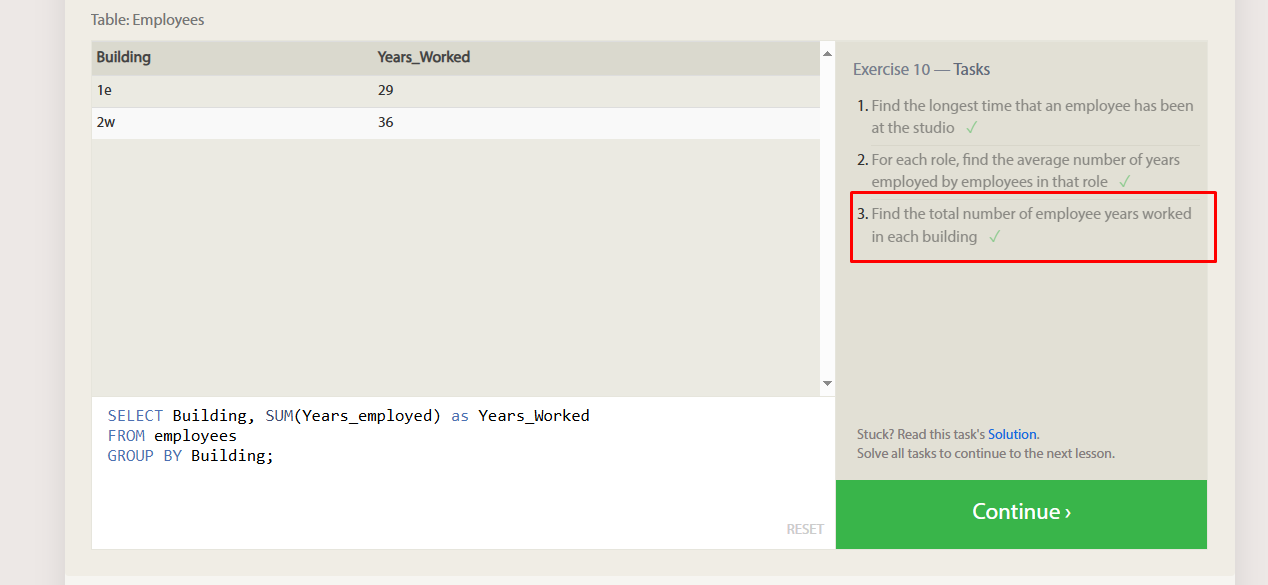 Table: Employees
Building Years_Worked
1e 29
2w 36
SELECT Building, SUM(Years_employed) as Years_Worked
FROM employees
GROUP BY Building;
RESET
Exercise 10 — Tasks
1. Find the longest time that an employee has been
at the studio ✓
2. For each role, find the average number of years
employed by employees in that role ✓
3. Find the total number of employee years worked
in each building ✓
Stuck? Read this task's Solution.
Solve all tasks to continue to the next lesson.
Continue ›